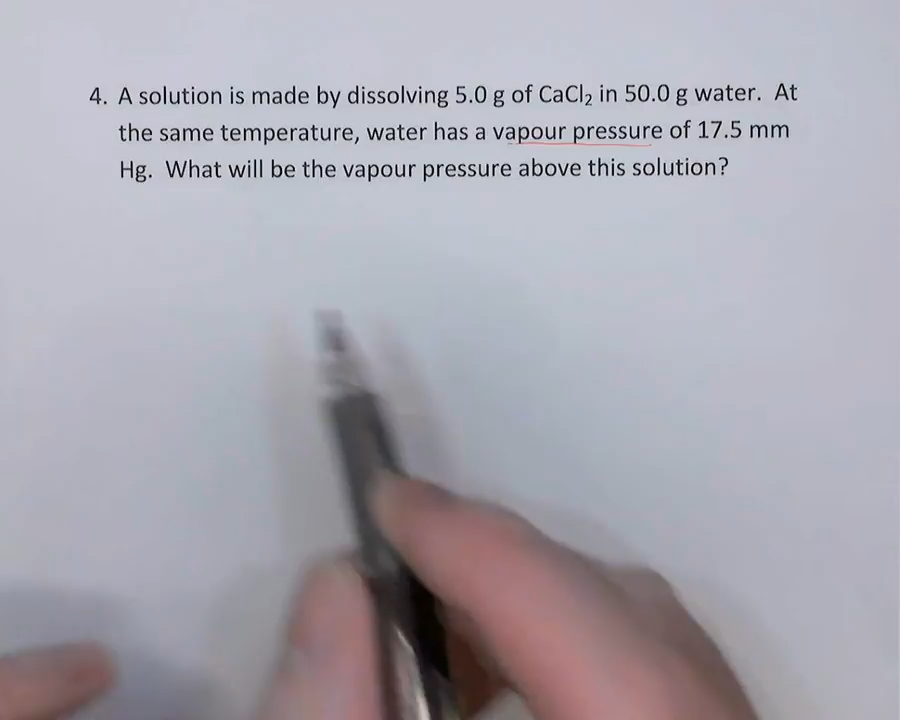 4. A solution is made by dissolving 5.0 g of CaCl₂ in 50.0 g water. At
the same temperature, water has a vapour pressure of 17.5 mm
Hg. What will be the vapour pressure above this solution?